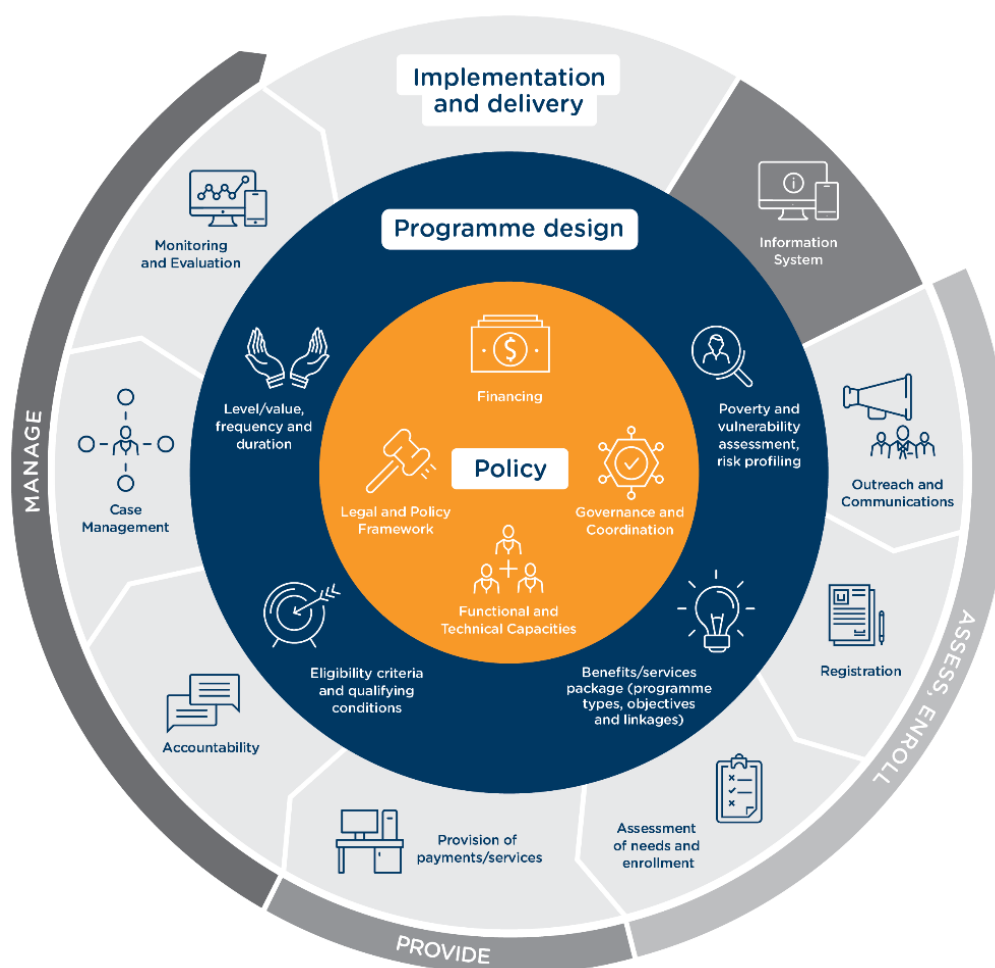 Implementation
and delivery
Information
System
Monitoring
and Evaluation
Programme design
Financing
Level/value,
frequency and
duration
Poverty and
vulnerability
assessment,
risk profiling
Outreach and
Communications
MANAGE
Policy
Case
Management
Legal and Policy
Framework
Governance and
Coordination
Functional and
Technical Capacities
Eligibility criteria
and qualifying
conditions
Benefits/services
package (programme
types, objectives
and linkages)
Registration
ASSESS, ENROLL
Accountability
Provision of
payments/services
Assessment
of needs and
enrollment
PROVIDE